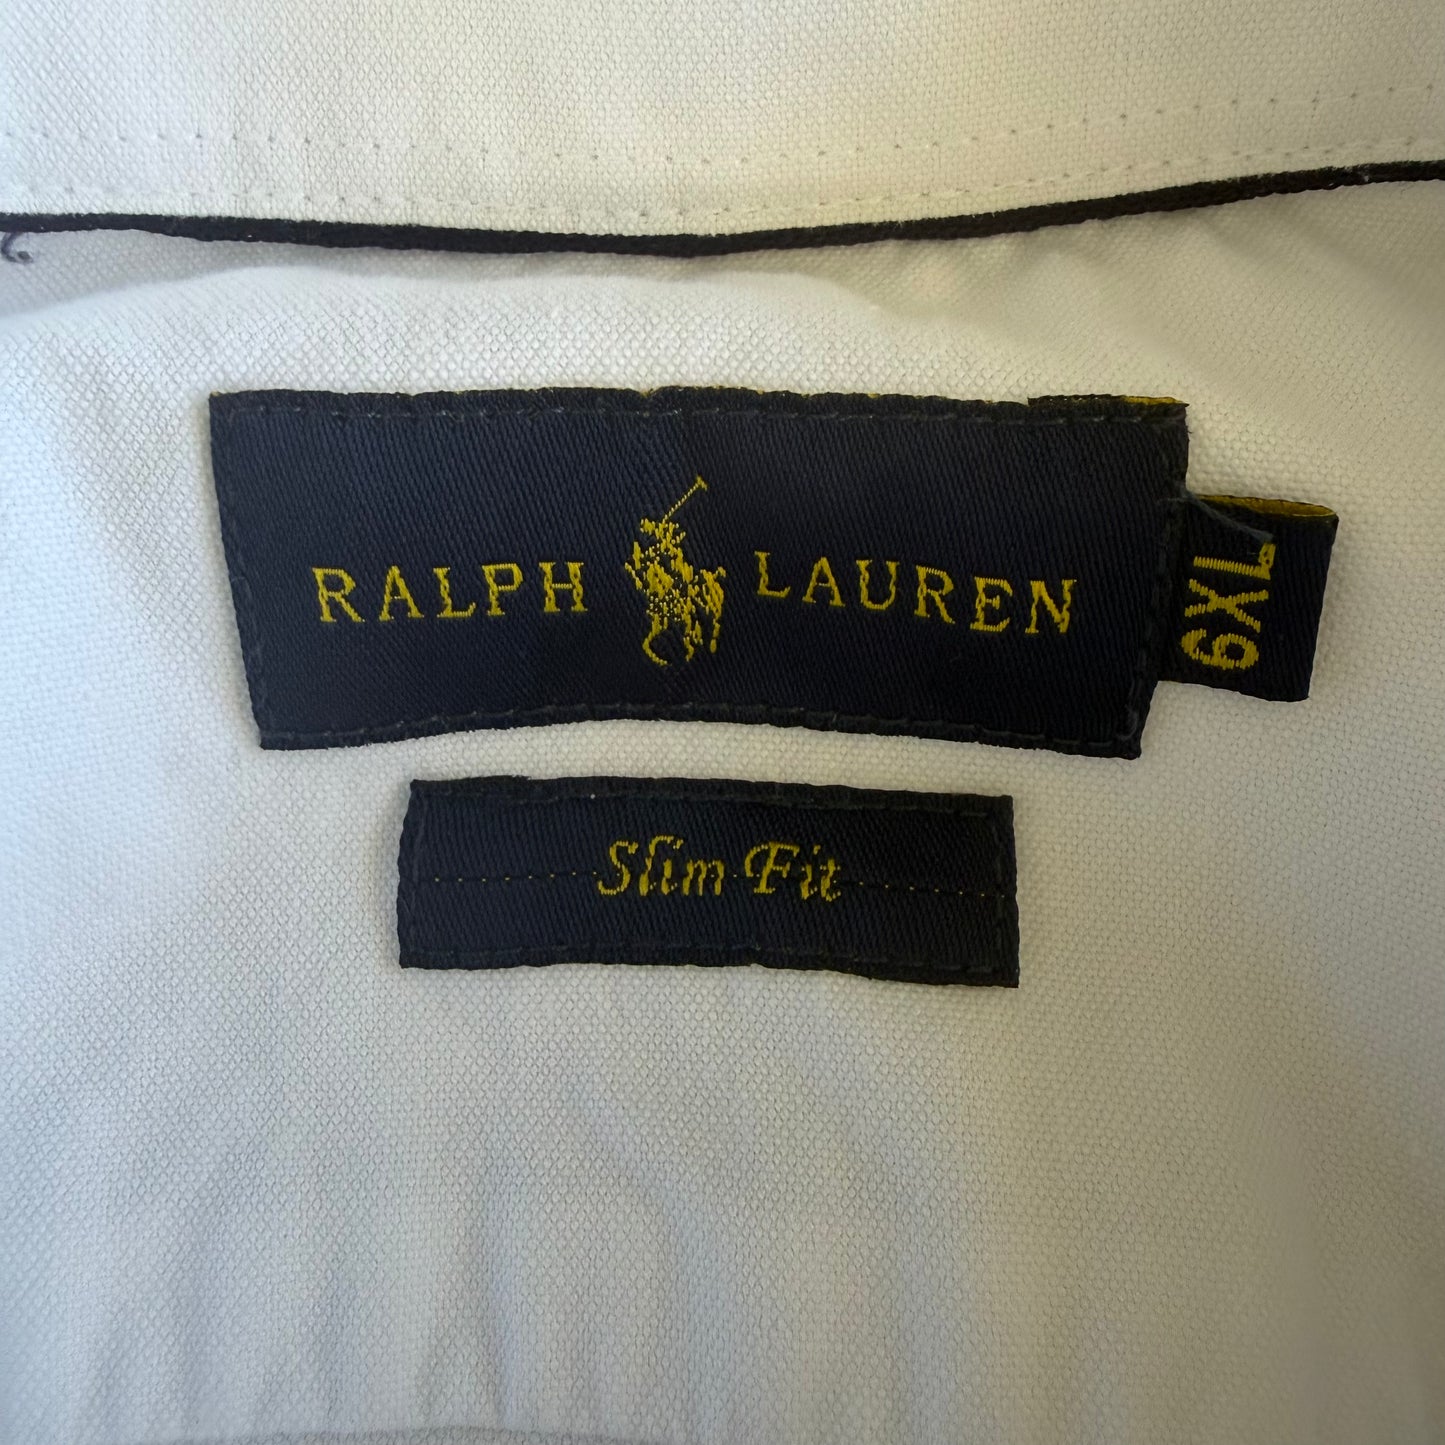 RALPH LAUREN
6XL
Slim Fit